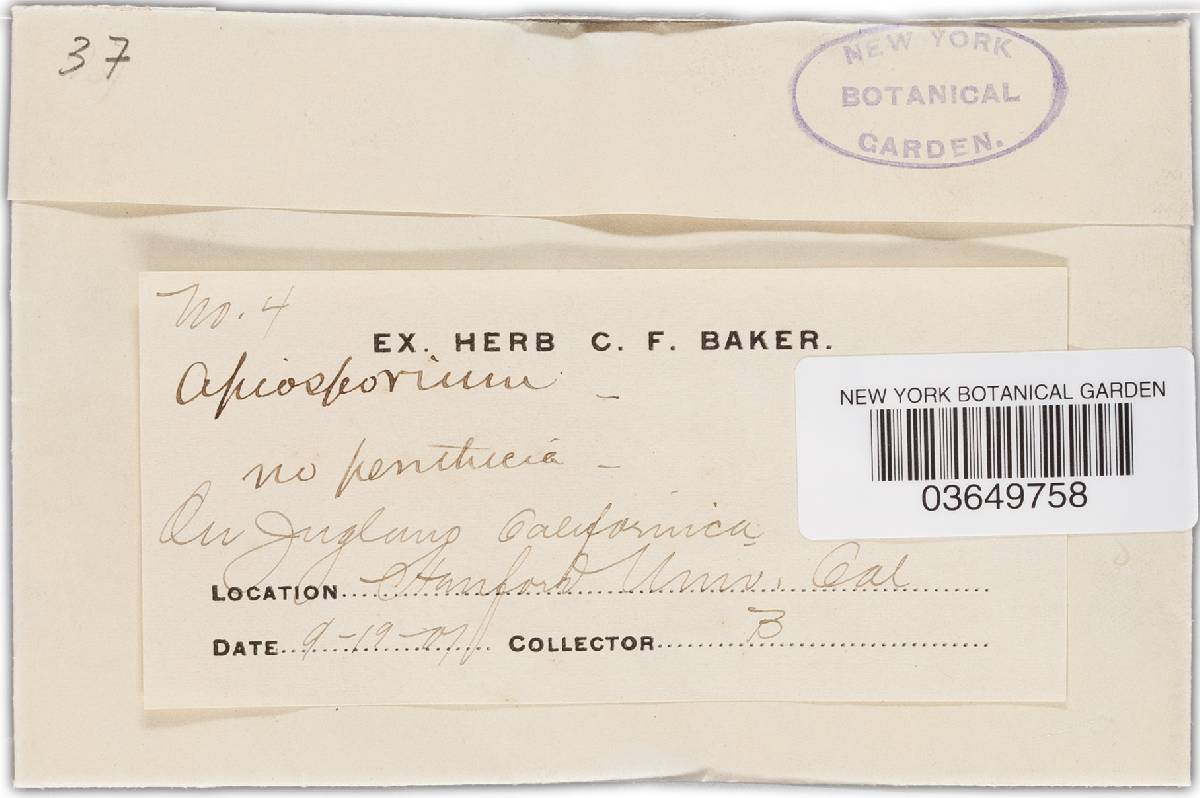 37
NEW YORK
BOTANICAL
GARDEN.
No. 4
EX. HERB C. F. BAKER.
Apiosporium –
no perithecia –
NEW YORK BOTANICAL GARDEN
03649758
On Juglans Californica
LOCATION Stanford Univ. Cal
DATE 9-19-01 COLLECTOR B